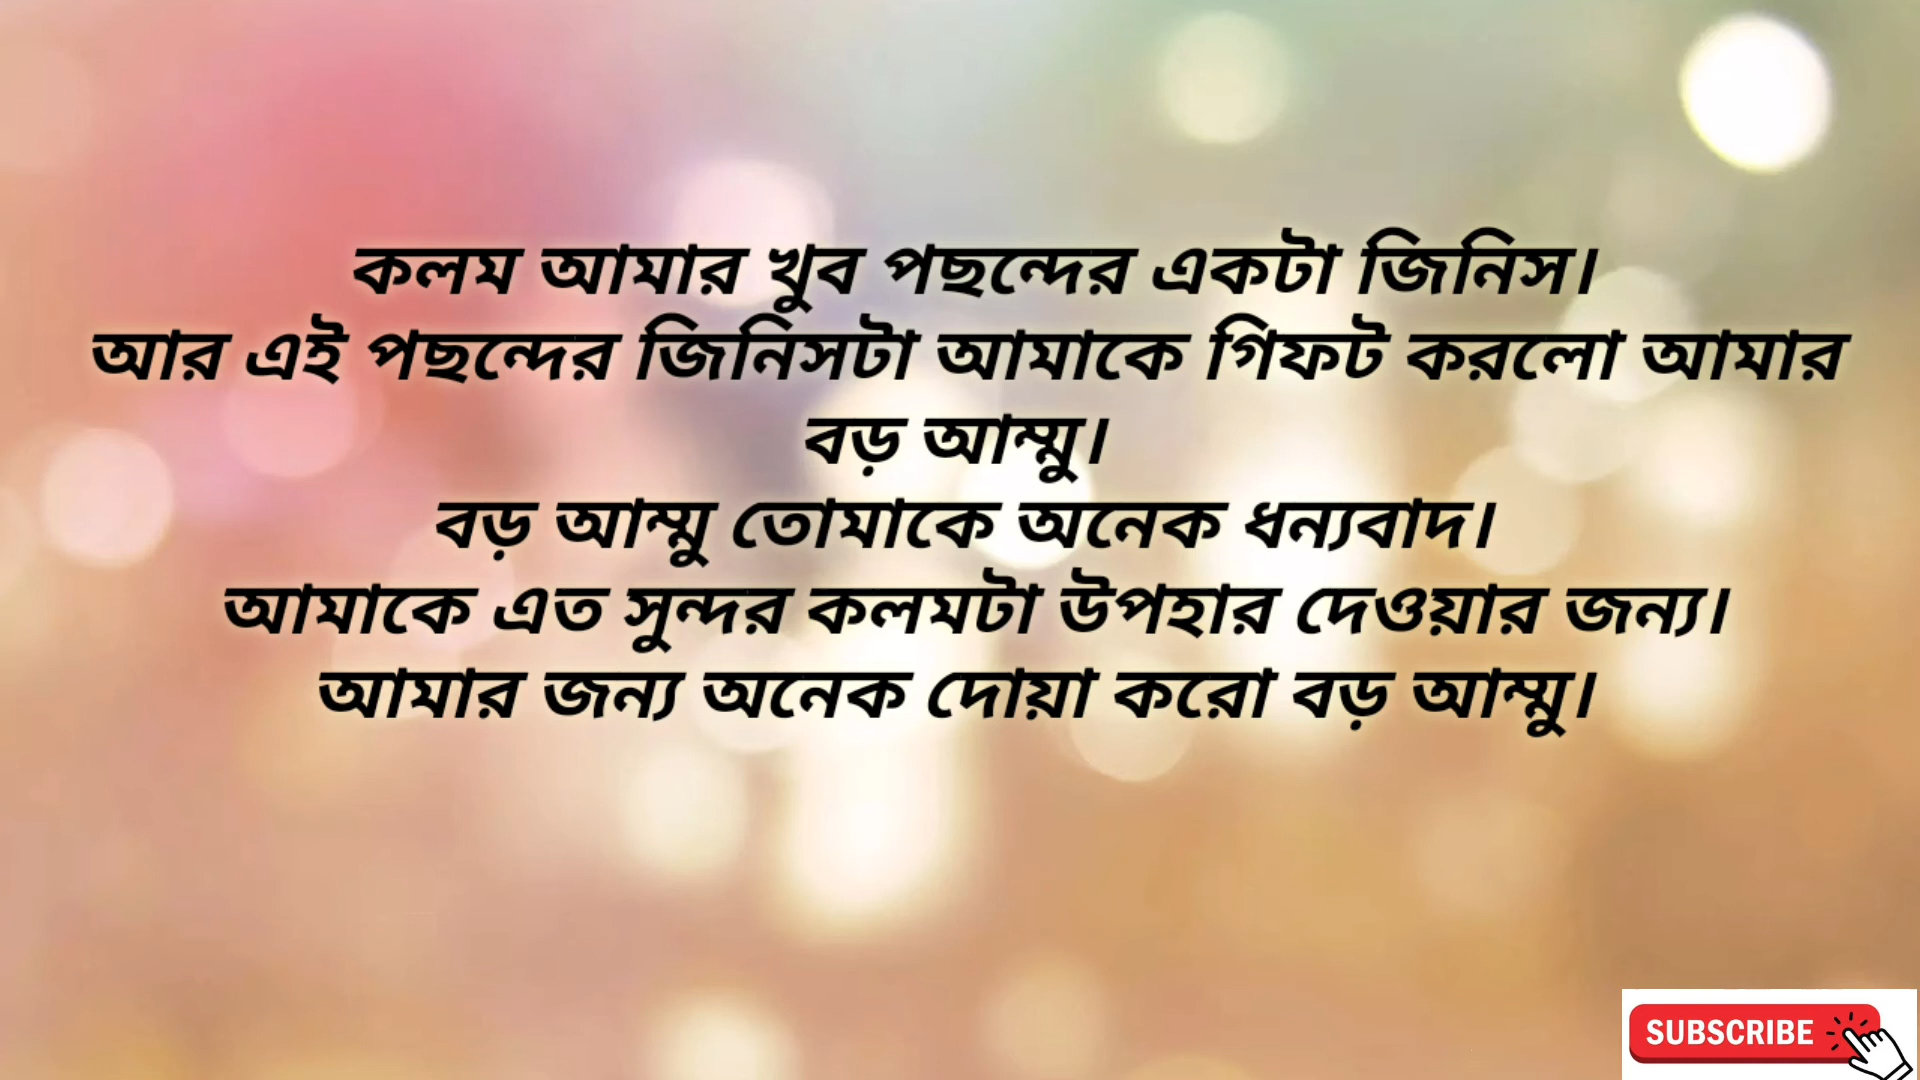 কলম আমার খুব পছন্দের একটা জিনিস।
আর এই পছন্দের জিনিসটা আমাকে গিফট করলো আমার
বড় আম্মু।
বড় আম্মু তোমাকে অনেক ধন্যবাদ।
আমাকে এত সুন্দর কলমটা উপহার দেওয়ার জন্য।
আমার জন্য অনেক দোয়া করো বড় আম্মু।
SUBSCRIBE